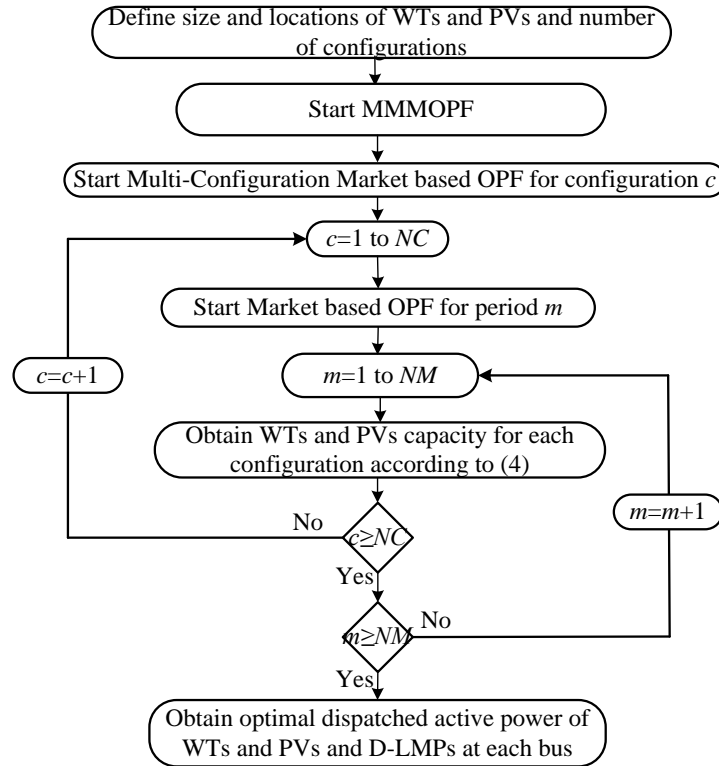 Define size and locations of WTs and PVs and number
of configurations
Start MMMOPF
Start Multi-Configuration Market based OPF for configuration c
c=1 to NC
Start Market based OPF for period m
c=c+1
m=1 to NM
Obtain WTs and PVs capacity for each
configuration according to (4)
m=m+1
No
c≥NC
Yes
m≥NM
No
Yes
Obtain optimal dispatched active power of
WTs and PVs and D-LMPs at each bus